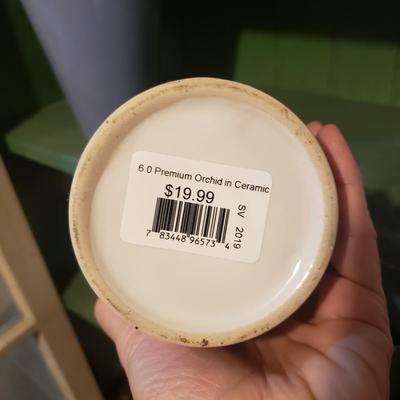 6.0 Premium Orchid in Ceramic
$19.99
SV 2019
7 83448 96573 4